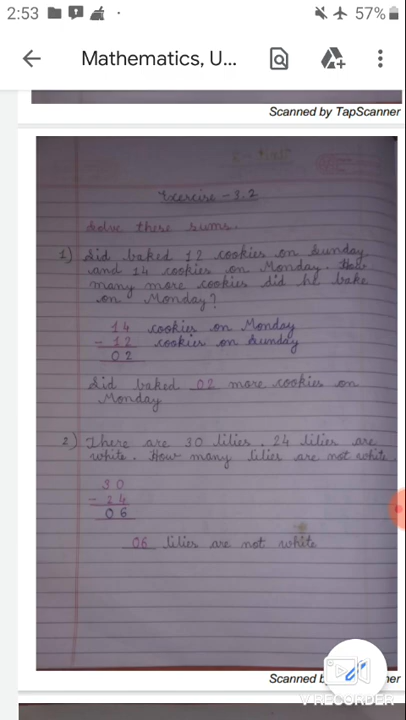 2:53
57%
Mathematics, U...
Scanned by TapScanner
Exercise - 3.2
Solve these sums.
1) Sid baked 12 cookies on Sunday
and 14 cookies on Monday. How
many more cookies did he bake
on Monday?
14 cookies on Monday
- 12 cookies on Sunday
02
Sid baked 02 more cookies on
Monday
2) There are 30 lilies. 24 lilies are
white. How many lilies are not white
30
- 24
06
06 lilies are not white
Scanned
V RECORDER